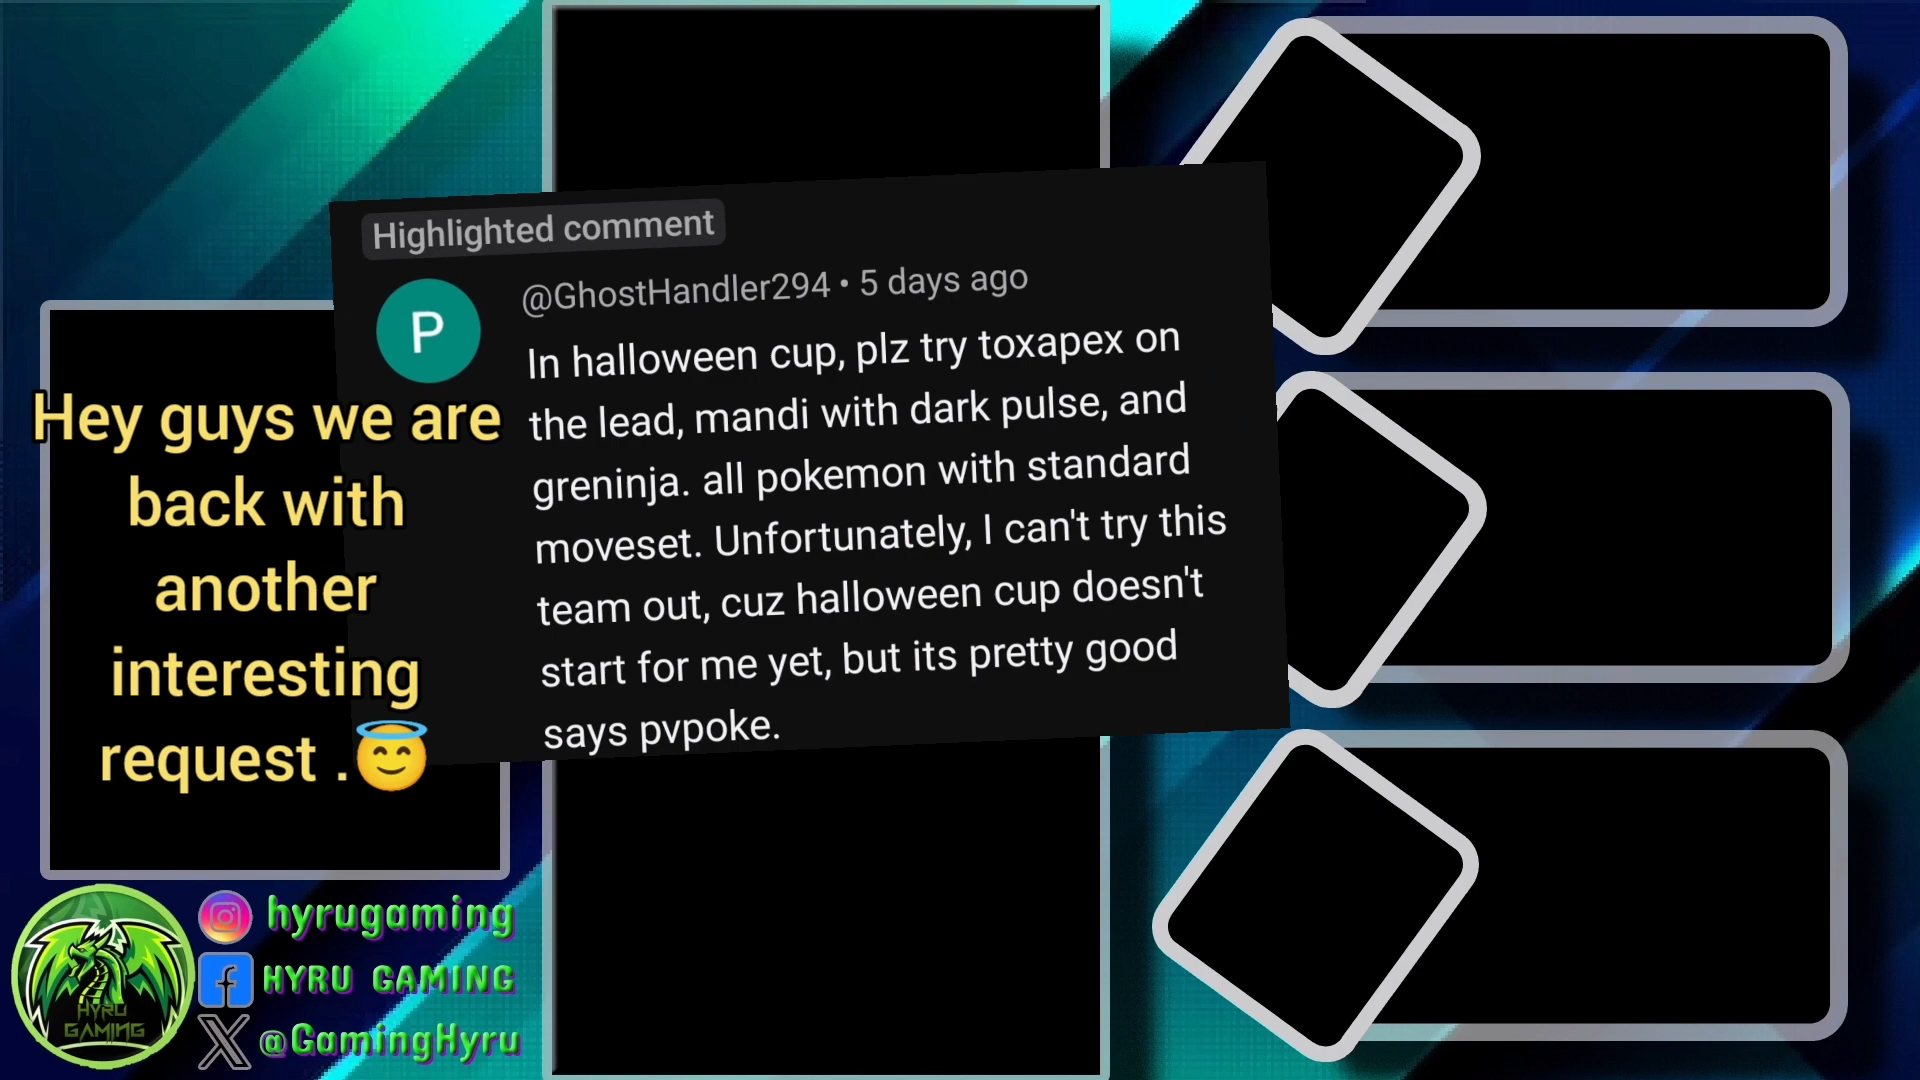 Highlighted comment
@GhostHandler294 • 5 days ago
P
In halloween cup, plz try toxapex on
the lead, mandi with dark pulse, and
greninja. all pokemon with standard
moveset. Unfortunately, I can't try this
team out, cuz halloween cup doesn't
start for me yet, but its pretty good
says pvpoke.
Hey guys we are
back with
another
interesting
request .😇
HYRU
GAMING
hyrugaming
HYRU GAMING
@GamingHyru